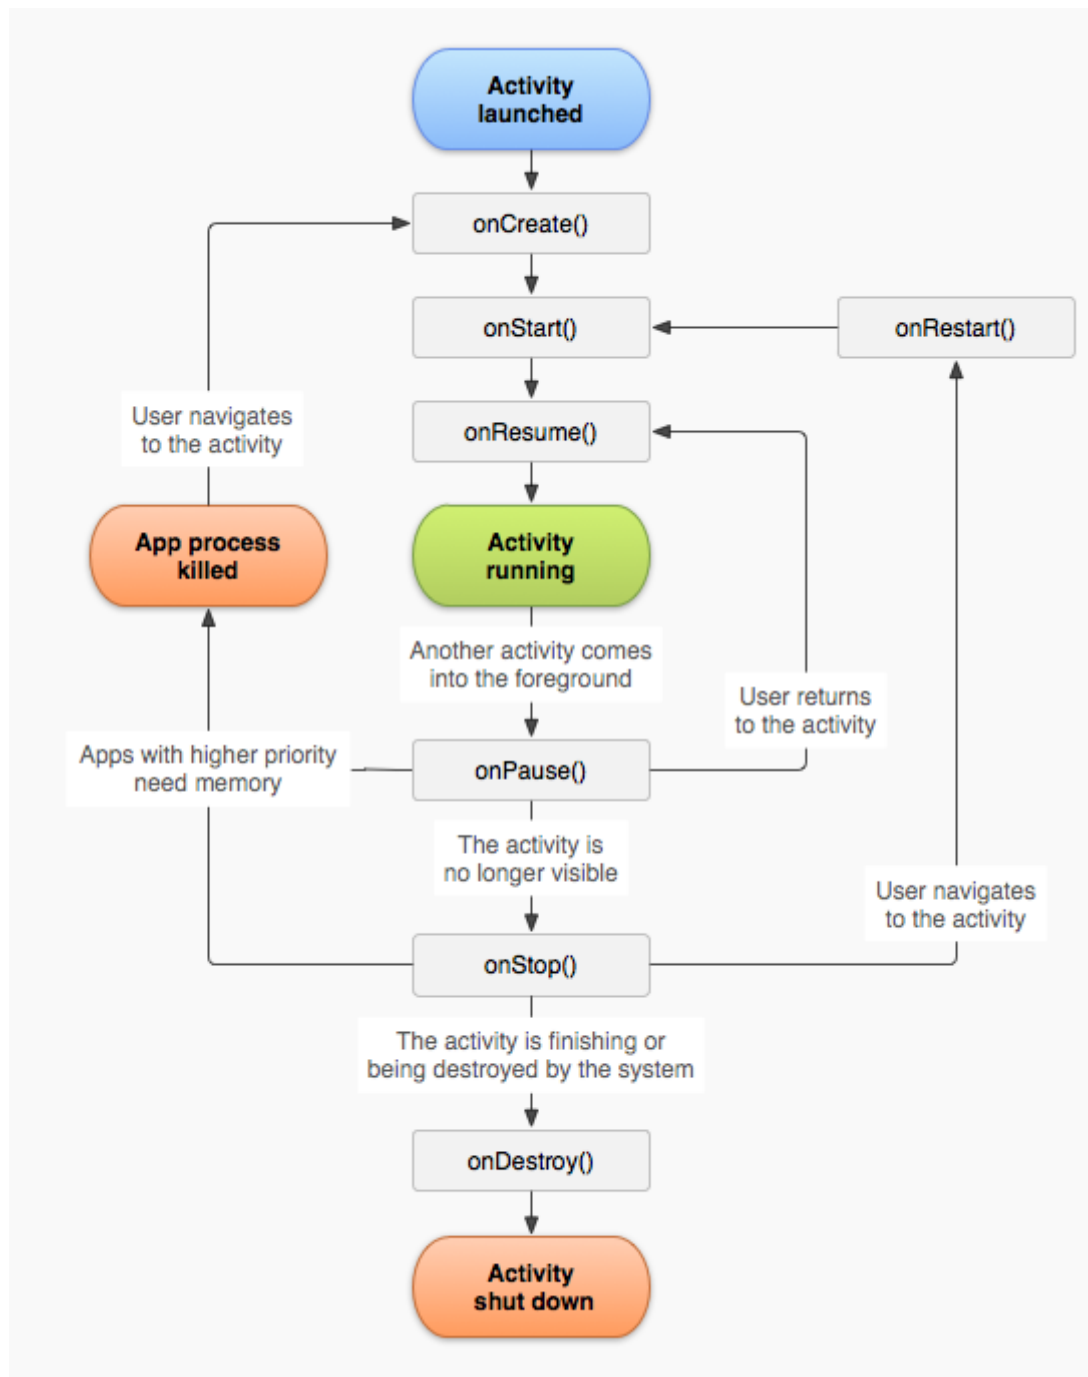 Activity
launched
onCreate()
onStart()
onRestart()
User navigates
to the activity
onResume()
App process
killed
Activity
running
Another activity comes
into the foreground
User returns
to the activity
Apps with higher priority
need memory
onPause()
The activity is
no longer visible
User navigates
to the activity
onStop()
The activity is finishing or
being destroyed by the system
onDestroy()
Activity
shut down